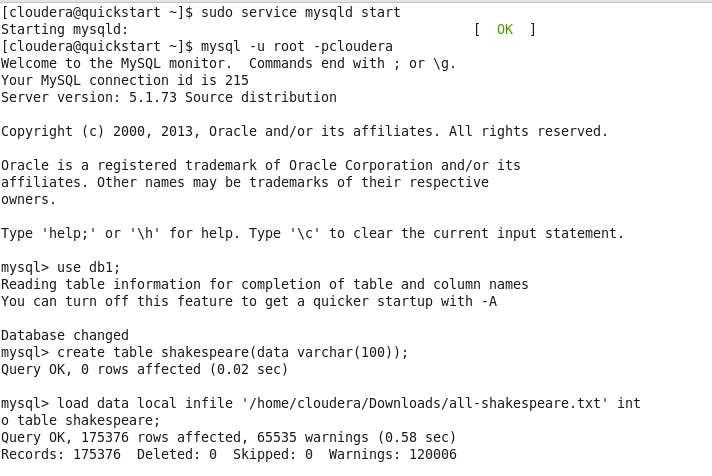 [cloudera@quickstart ~]$ sudo service mysqld start
Starting mysqld:                                           [  OK  ]
[cloudera@quickstart ~]$ mysql -u root -pcloudera
Welcome to the MySQL monitor.  Commands end with ; or \g.
Your MySQL connection id is 215
Server version: 5.1.73 Source distribution

Copyright (c) 2000, 2013, Oracle and/or its affiliates. All rights reserved.

Oracle is a registered trademark of Oracle Corporation and/or its
affiliates. Other names may be trademarks of their respective
owners.

Type 'help;' or '\h' for help. Type '\c' to clear the current input statement.

mysql> use db1;
Reading table information for completion of table and column names
You can turn off this feature to get a quicker startup with -A

Database changed
mysql> create table shakespeare(data varchar(100));
Query OK, 0 rows affected (0.02 sec)

mysql> load data local infile '/home/cloudera/Downloads/all-shakespeare.txt' int
o table shakespeare;
Query OK, 175376 rows affected, 65535 warnings (0.58 sec)
Records: 175376  Deleted: 0  Skipped: 0  Warnings: 120006